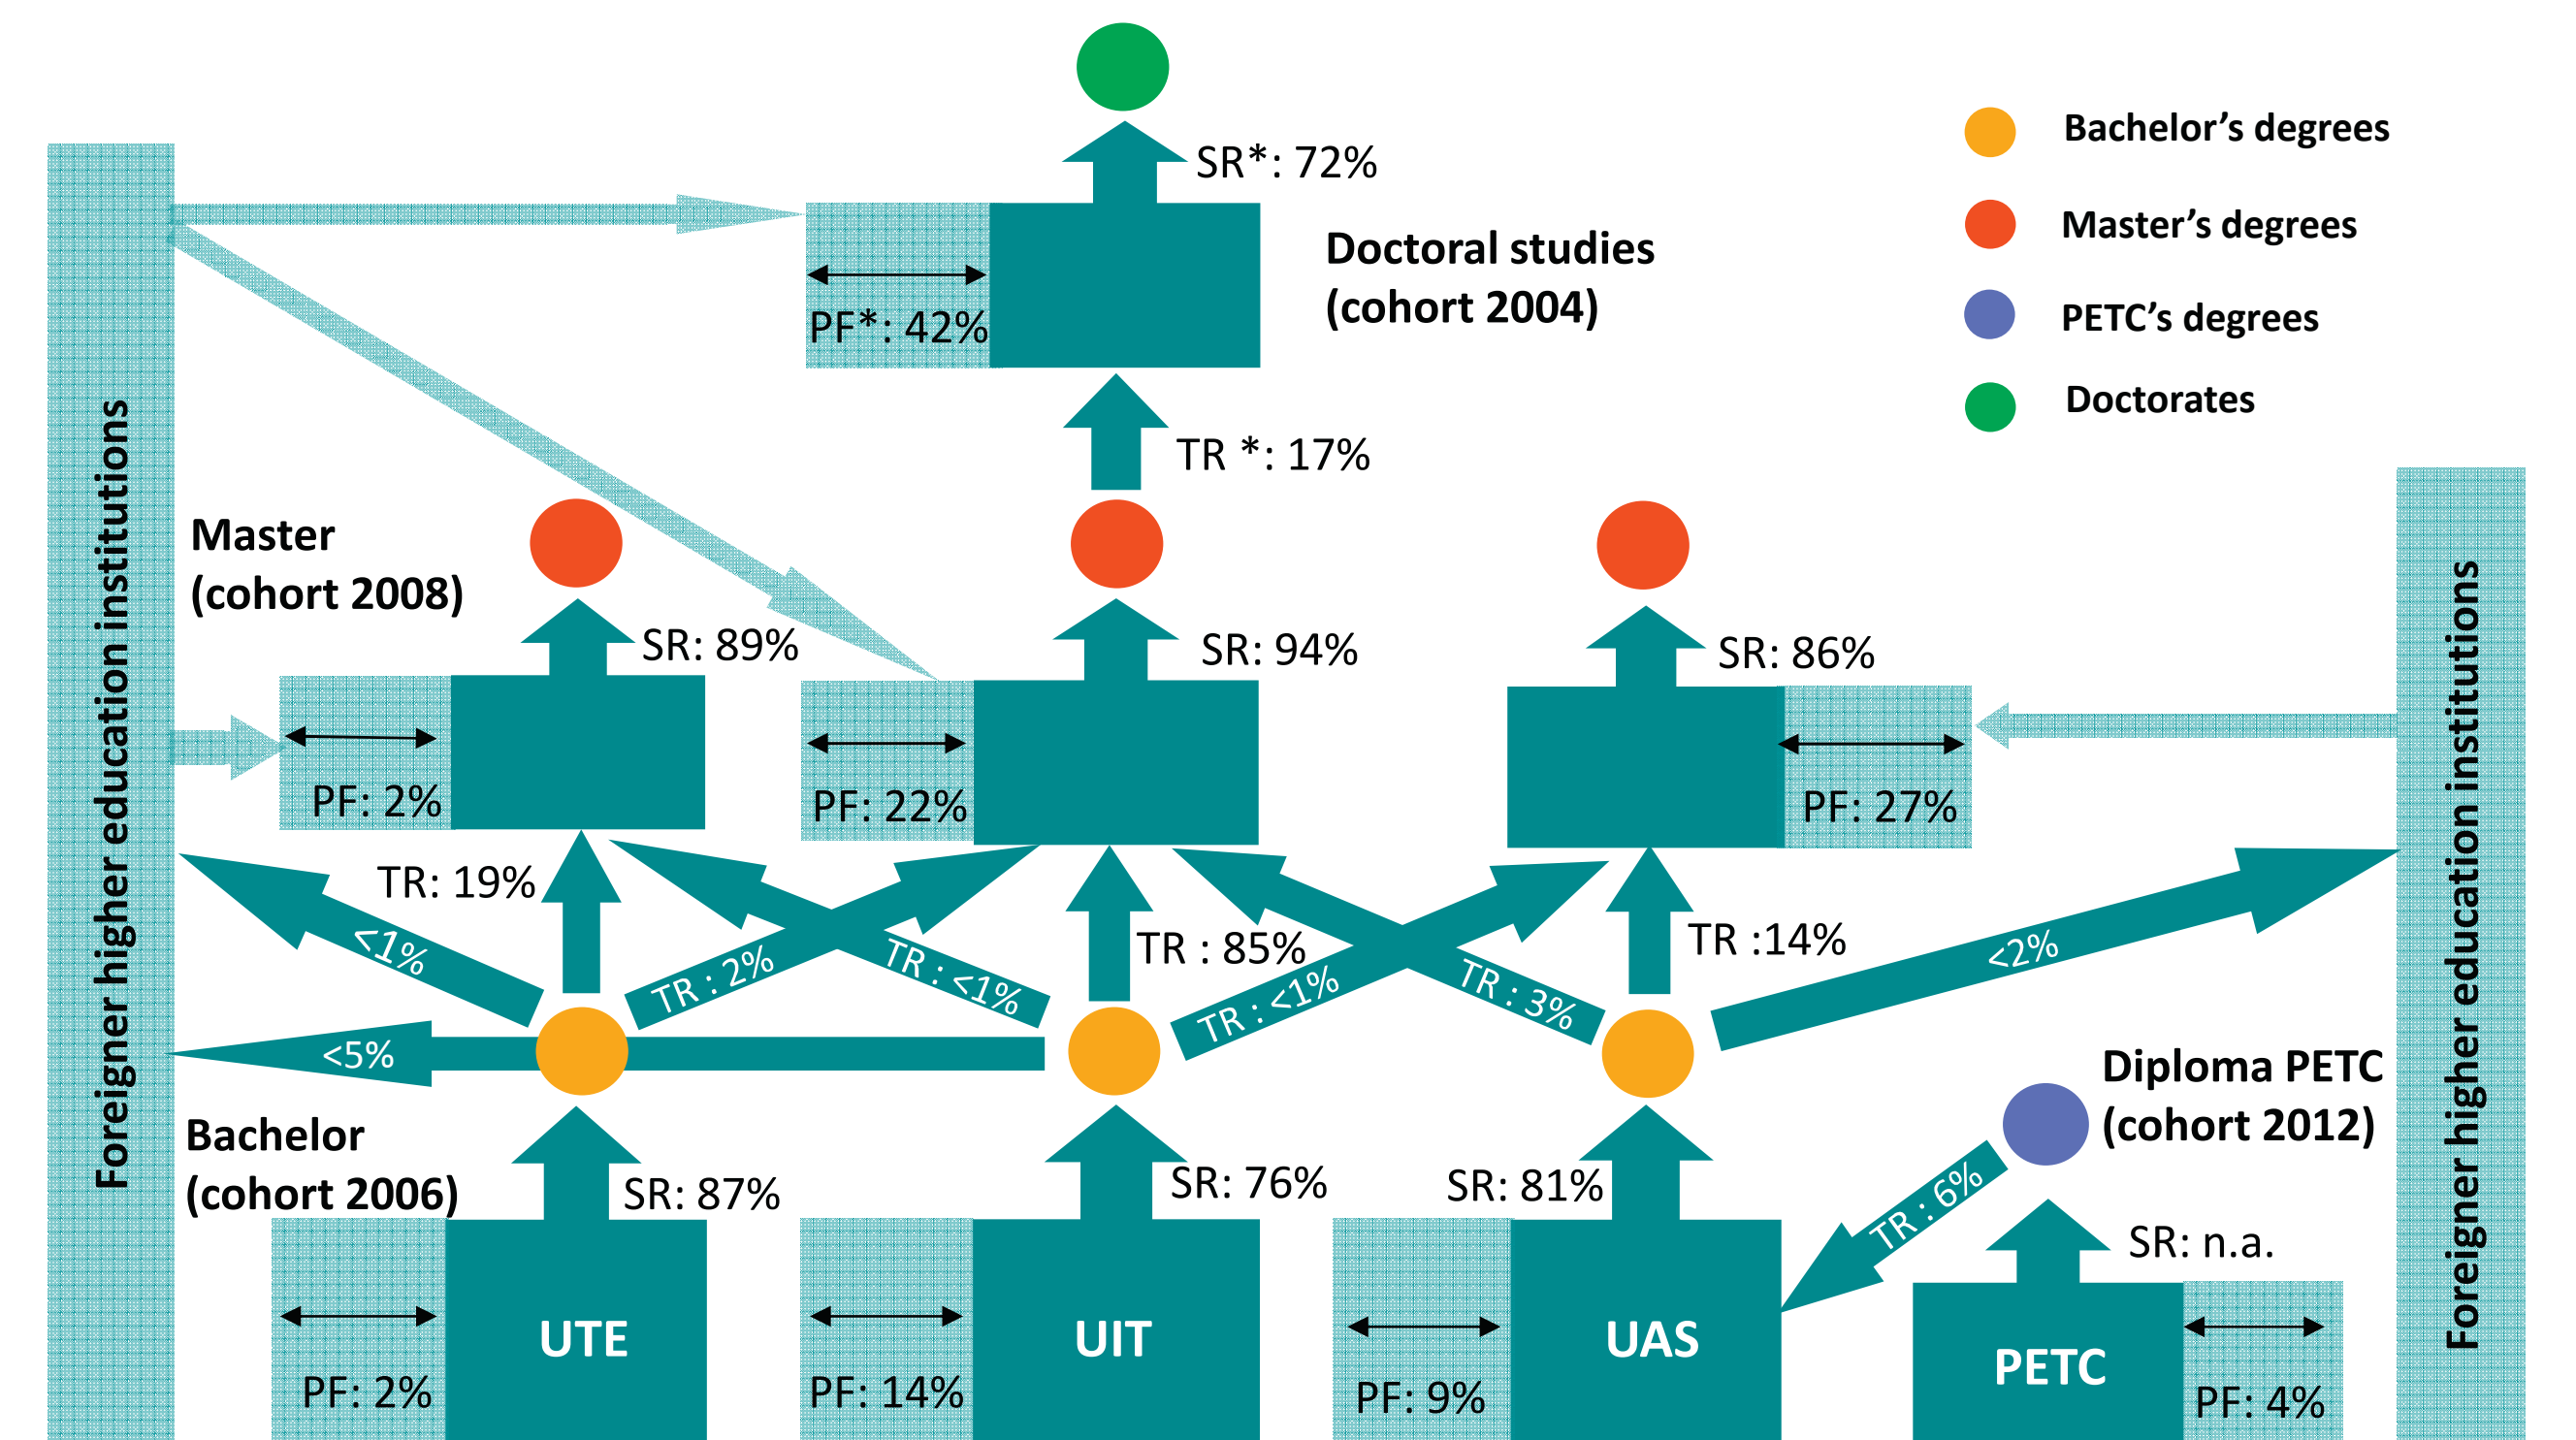 Bachelor’s degrees
SR*: 72%
Master’s degrees
Doctoral studies
(cohort 2004)
PF*: 42%
PETC’s degrees
Doctorates
TR *: 17%
Foreigner higher education institutions
Master
(cohort 2008)
SR: 89%
SR: 94%
SR: 86%
PF: 2%
PF: 22%
PF: 27%
Foreigner higher education institutions
TR: 19%
<1%
TR : 2%
TR : <1%
TR : 85%
TR : <1%
TR : 3%
TR :14%
<2%
<5%
Diploma PETC
(cohort 2012)
Bachelor
(cohort 2006)
SR: 87%
SR: 76%
SR: 81%
TR : 6%
SR: n.a.
UTE
UIT
UAS
PETC
PF: 2%
PF: 14%
PF: 9%
PF: 4%